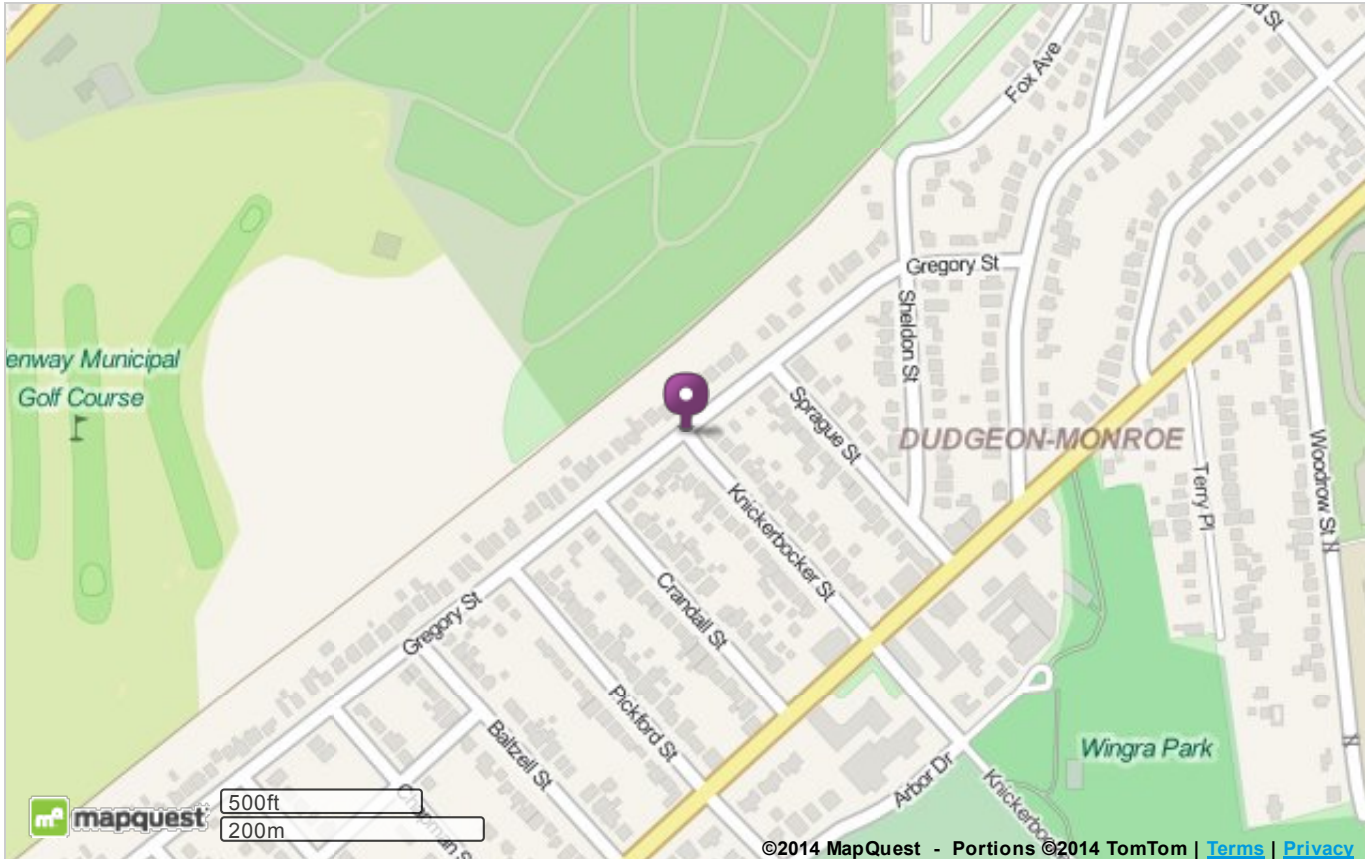 Fox Ave
Gregory St
Sheldon St
enway Municipal
Golf Course
Sprague St
DUDGEON-MONROE
Terry Pl
Woodrow St
N
Knickerbocker St
Crandall St
Gregory St
Pickford St
Baltzell St
Wingra Park
N
Arbor Dr
mapquest
500ft
200m
©2014 MapQuest - Portions ©2014 TomTom | Terms | Privacy